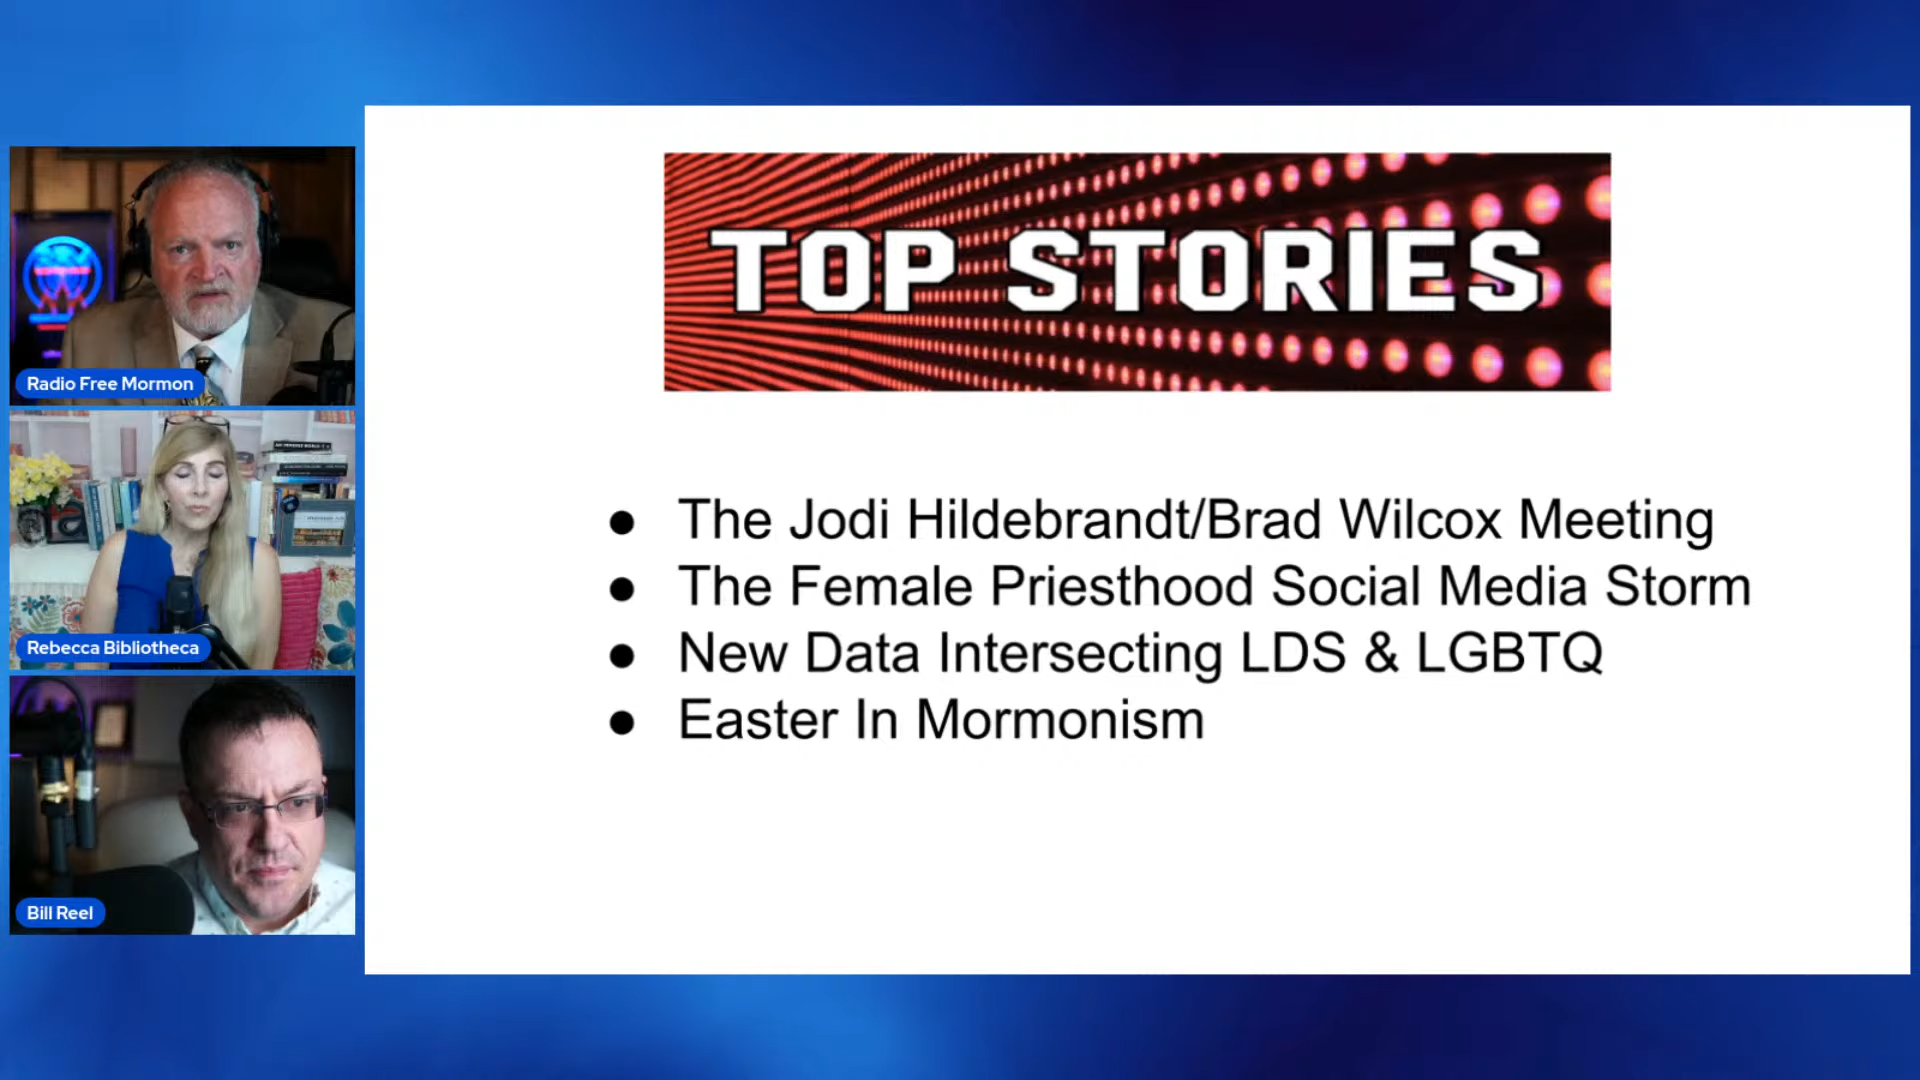 TOP STORIES
● The Jodi Hildebrandt/Brad Wilcox Meeting
● The Female Priesthood Social Media Storm
● New Data Intersecting LDS & LGBTQ
● Easter In Mormonism
Radio Free Mormon
Rebecca Bibliotheca
Bill Reel